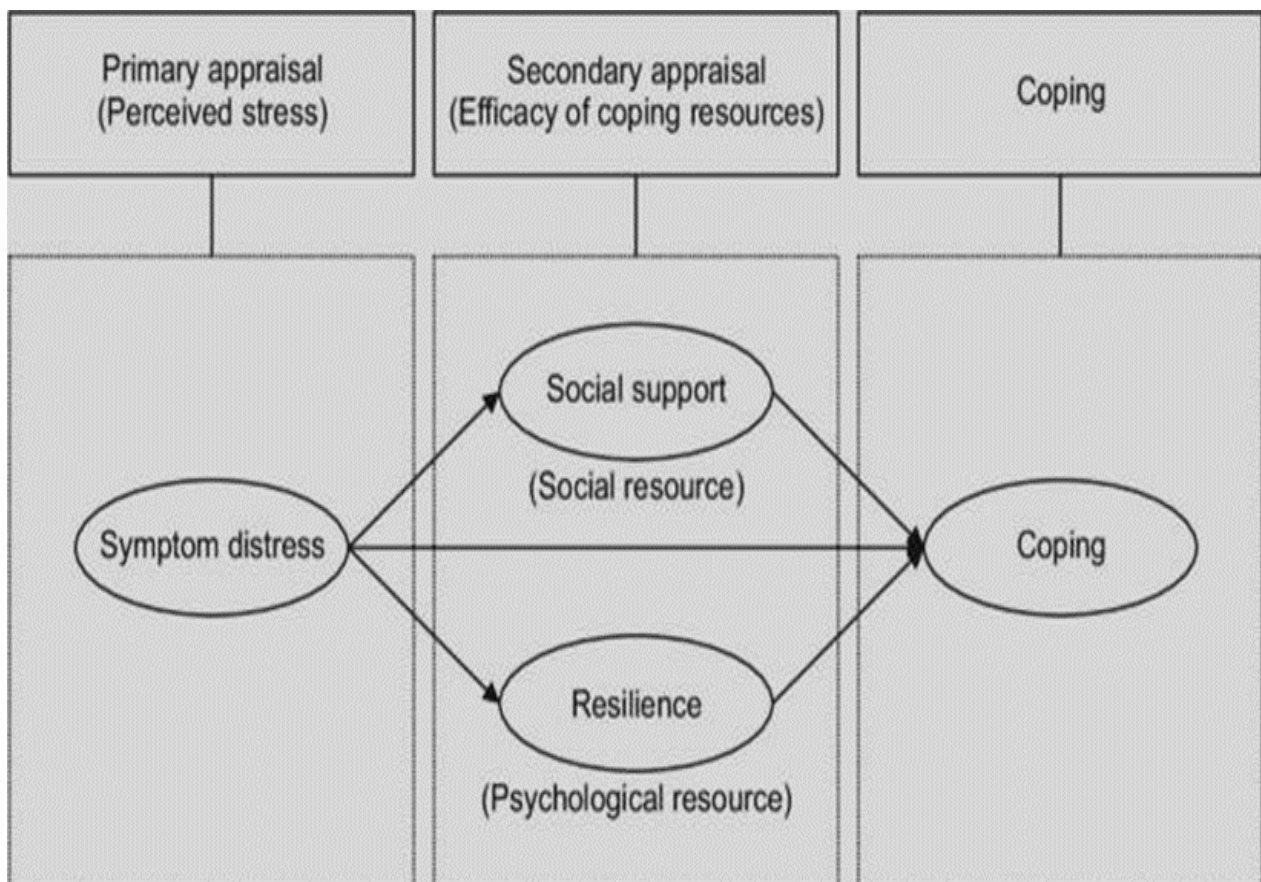 Primary appraisal
(Perceived stress)
Secondary appraisal
(Efficacy of coping resources)
Coping
Social support
(Social resource)
Symptom distress
Coping
Resilience
(Psychological resource)